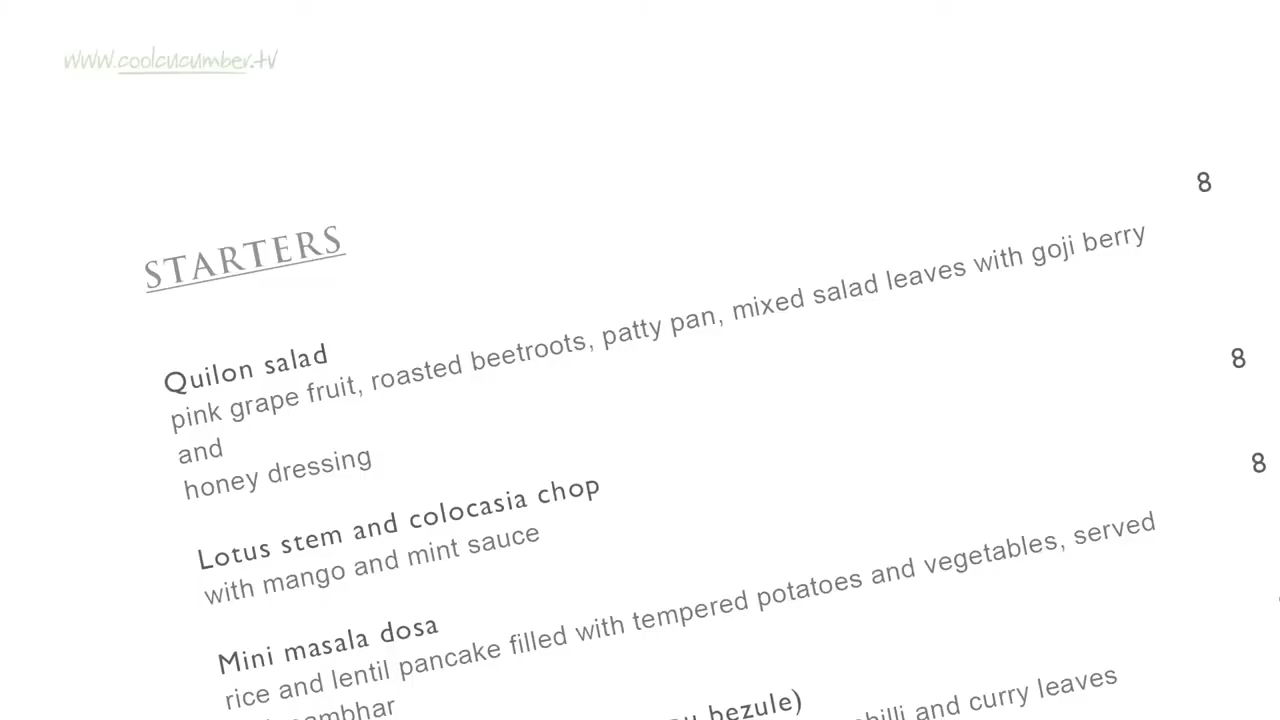 www.coolcucumber.tv
STARTERS
Quilon salad 8
pink grape fruit, roasted beetroots, patty pan, mixed salad leaves with goji berry
and
honey dressing
Lotus stem and colocasia chop 8
with mango and mint sauce
Mini masala dosa 8
rice and lentil pancake filled with tempered potatoes and vegetables, served
bezule)
and curry leaves